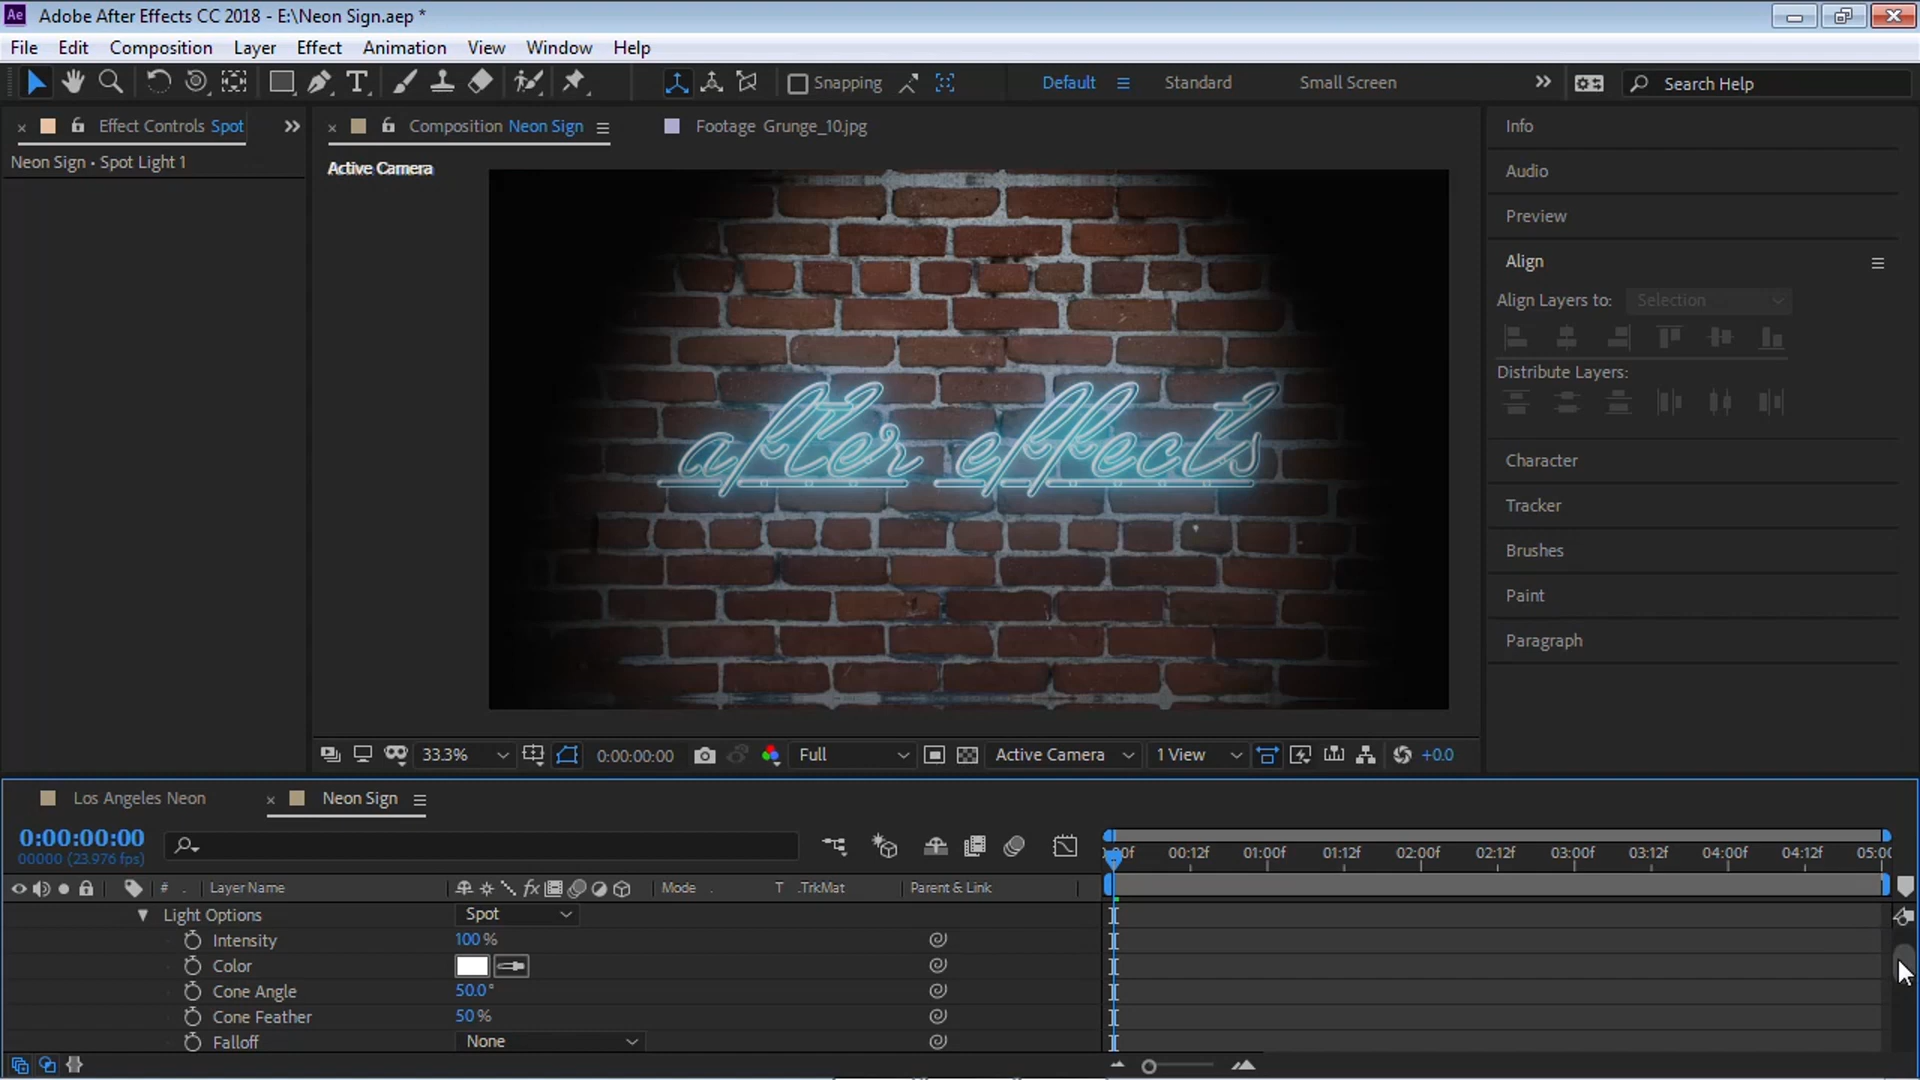 Adobe After Effects CC 2018 - E:\Neon Sign.aep *
File Edit Composition Layer Effect Animation View Window Help
Snapping Default Standard Small Screen Search Help
Effect Controls Spot
Composition Neon Sign
Footage Grunge_10.jpg
Neon Sign • Spot Light 1
Active Camera
after effects
33.3% 0:00:00:00 Full Active Camera 1 View +0.0
Info
Audio
Preview
Align
Align Layers to: Selection
Distribute Layers:
Character
Tracker
Brushes
Paint
Paragraph
Los Angeles Neon
Neon Sign
0:00:00:00
00000 (23.976 fps)
00f 00:12f 01:00f 01:12f 02:00f 02:12f 03:00f 03:12f 04:00f 04:12f 05:00
# Layer Name fx Mode T .TrkMat Parent & Link
Light Options Spot
Intensity 100 %
Color
Cone Angle 50.0°
Cone Feather 50 %
Falloff None